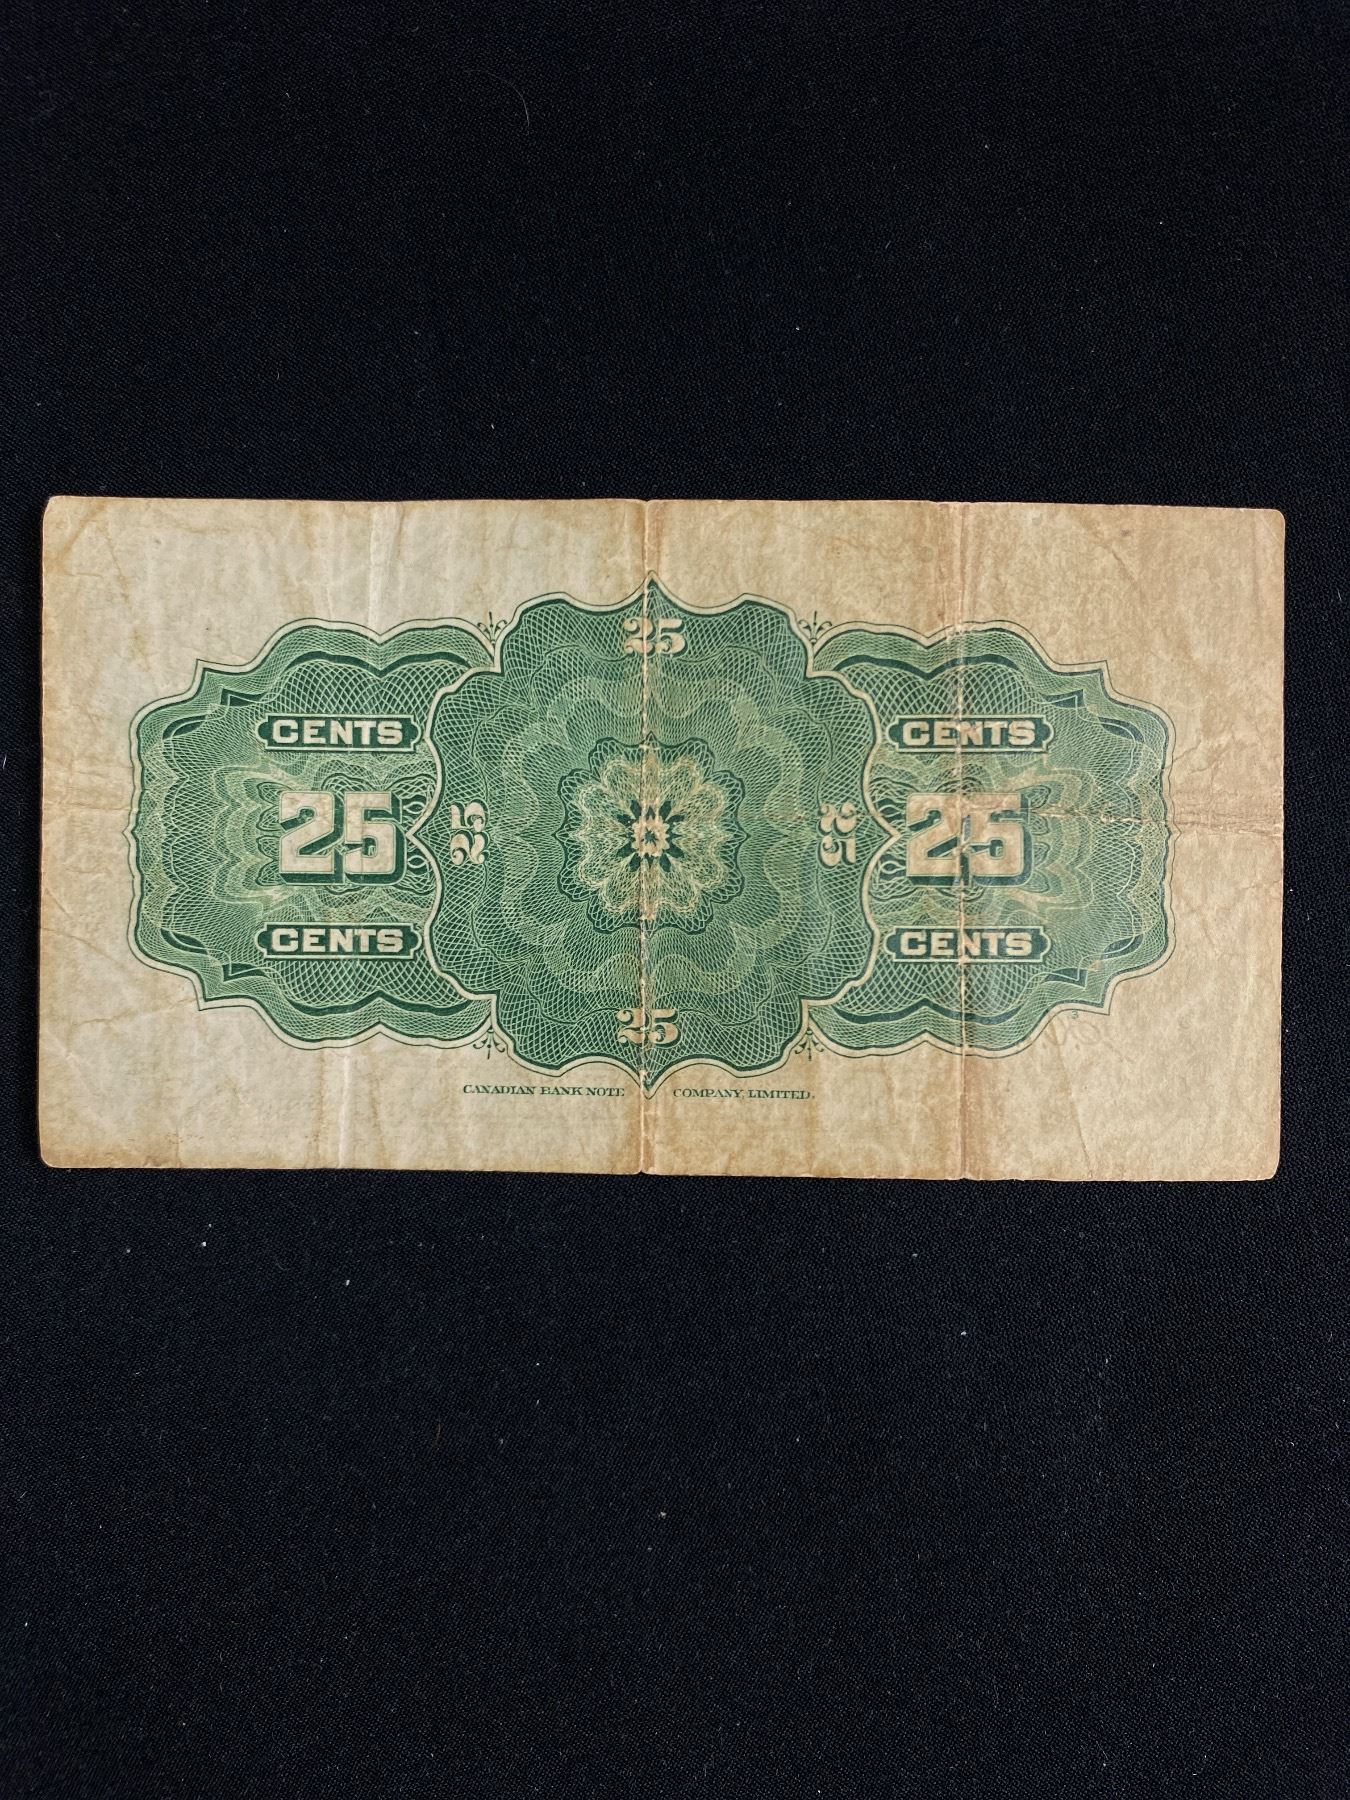 25
CENTS CENTS
25 25 25 25
CENTS CENTS
25
CANADIAN BANK NOTE COMPANY, LIMITED.